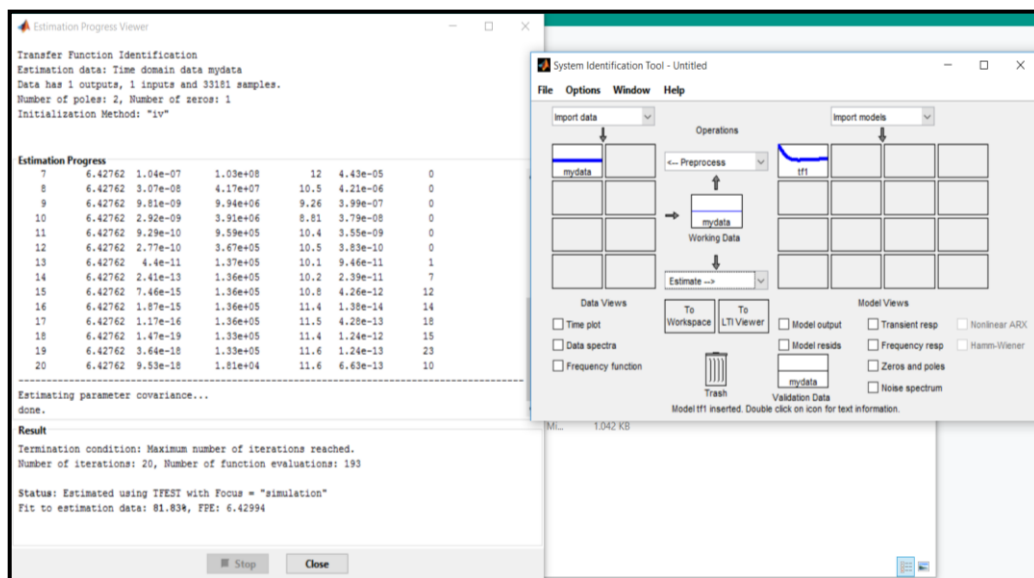 Estimation Progress Viewer
Transfer Function Identification
Estimation data: Time domain data mydata
Data has 1 outputs, 1 inputs and 33181 samples.
Number of poles: 2, Number of zeros: 1
Initialization Method: "iv"
Estimation Progress
7 6.42762 1.04e-07 1.03e+08 12 4.43e-05 0
8 6.42762 3.07e-08 4.17e+07 10.5 4.21e-06 0
9 6.42762 9.81e-09 9.94e+06 9.26 3.99e-07 0
10 6.42762 2.92e-09 3.91e+06 8.81 3.79e-08 0
11 6.42762 9.29e-10 9.59e+05 10.4 3.55e-09 0
12 6.42762 2.77e-10 3.67e+05 10.5 3.83e-10 0
13 6.42762 4.4e-11 1.37e+05 10.1 9.46e-11 1
14 6.42762 2.41e-13 1.36e+05 10.2 2.39e-11 7
15 6.42762 7.46e-15 1.36e+05 10.8 4.26e-12 12
16 6.42762 1.87e-15 1.36e+05 11.4 1.38e-14 14
17 6.42762 1.17e-16 1.36e+05 11.5 4.28e-13 18
18 6.42762 1.47e-19 1.33e+05 11.4 1.24e-12 15
19 6.42762 3.64e-18 1.33e+05 11.6 1.24e-13 23
20 6.42762 9.53e-18 1.81e+04 11.6 6.63e-13 10
Estimating parameter covariance...
done.
Result
Termination condition: Maximum number of iterations reached.
Number of iterations: 20, Number of function evaluations: 193
Status: Estimated using TFEST with Focus = "simulation"
Fit to estimation data: 81.83%, FPE: 6.42994
Stop
Close
System Identification Tool - Untitled
File Options Window Help
Import data
Import models
Operations
mydata
<-- Preprocess
tf1
mydata
Working Data
Estimate -->
Data Views
Model Views
Time plot
Data spectra
Frequency function
To Workspace
To LTI Viewer
Model output
Model resids
Transient resp
Frequency resp
Zeros and poles
Noise spectrum
Nonlinear ARX
Hamm-Wiener
Trash
mydata
Validation Data
Model tf1 inserted. Double click on icon for text information.
Mi... 1.042 KB